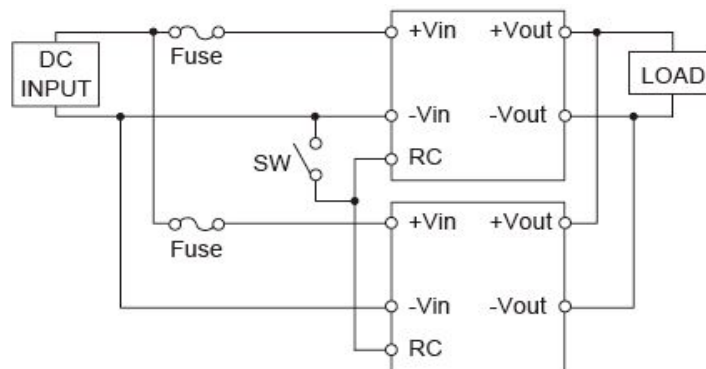 +Vin +Vout
DC
INPUT
Fuse
LOAD
-Vin -Vout
SW
RC
+Vin +Vout
Fuse
-Vin -Vout
RC